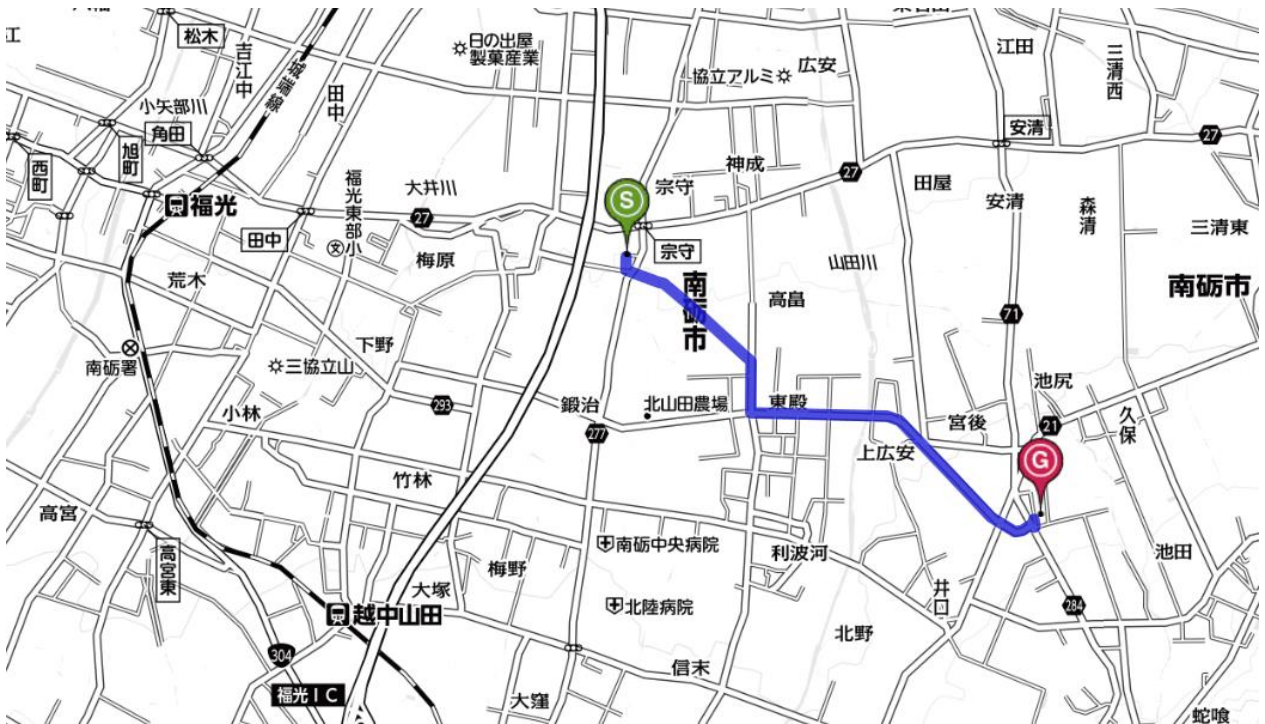 松木
吉江中
城端線
田中
日の出屋
製菓産業
協立アルミ
広安
江田
三清西
小矢部川
角田
旭町
西町
安清
27
神成
27
福光
福光東部小
大井川
27
宗守
S
田屋
安清
森清
三清東
田中
文
梅原
宗守
山田川
荒木
南砺市
高畠
南砺市
71
下野
南砺署
三協立山
池尻
小林
293
鍛治
北山田農場
東殿
宮後
21
久保
277
上広安
G
竹林
高宮
南砺中央病院
利波河
池田
高宮東
梅野
大塚
北陸病院
井口
284
越中山田
北野
304
信末
福光IC
大窪
蛇喰